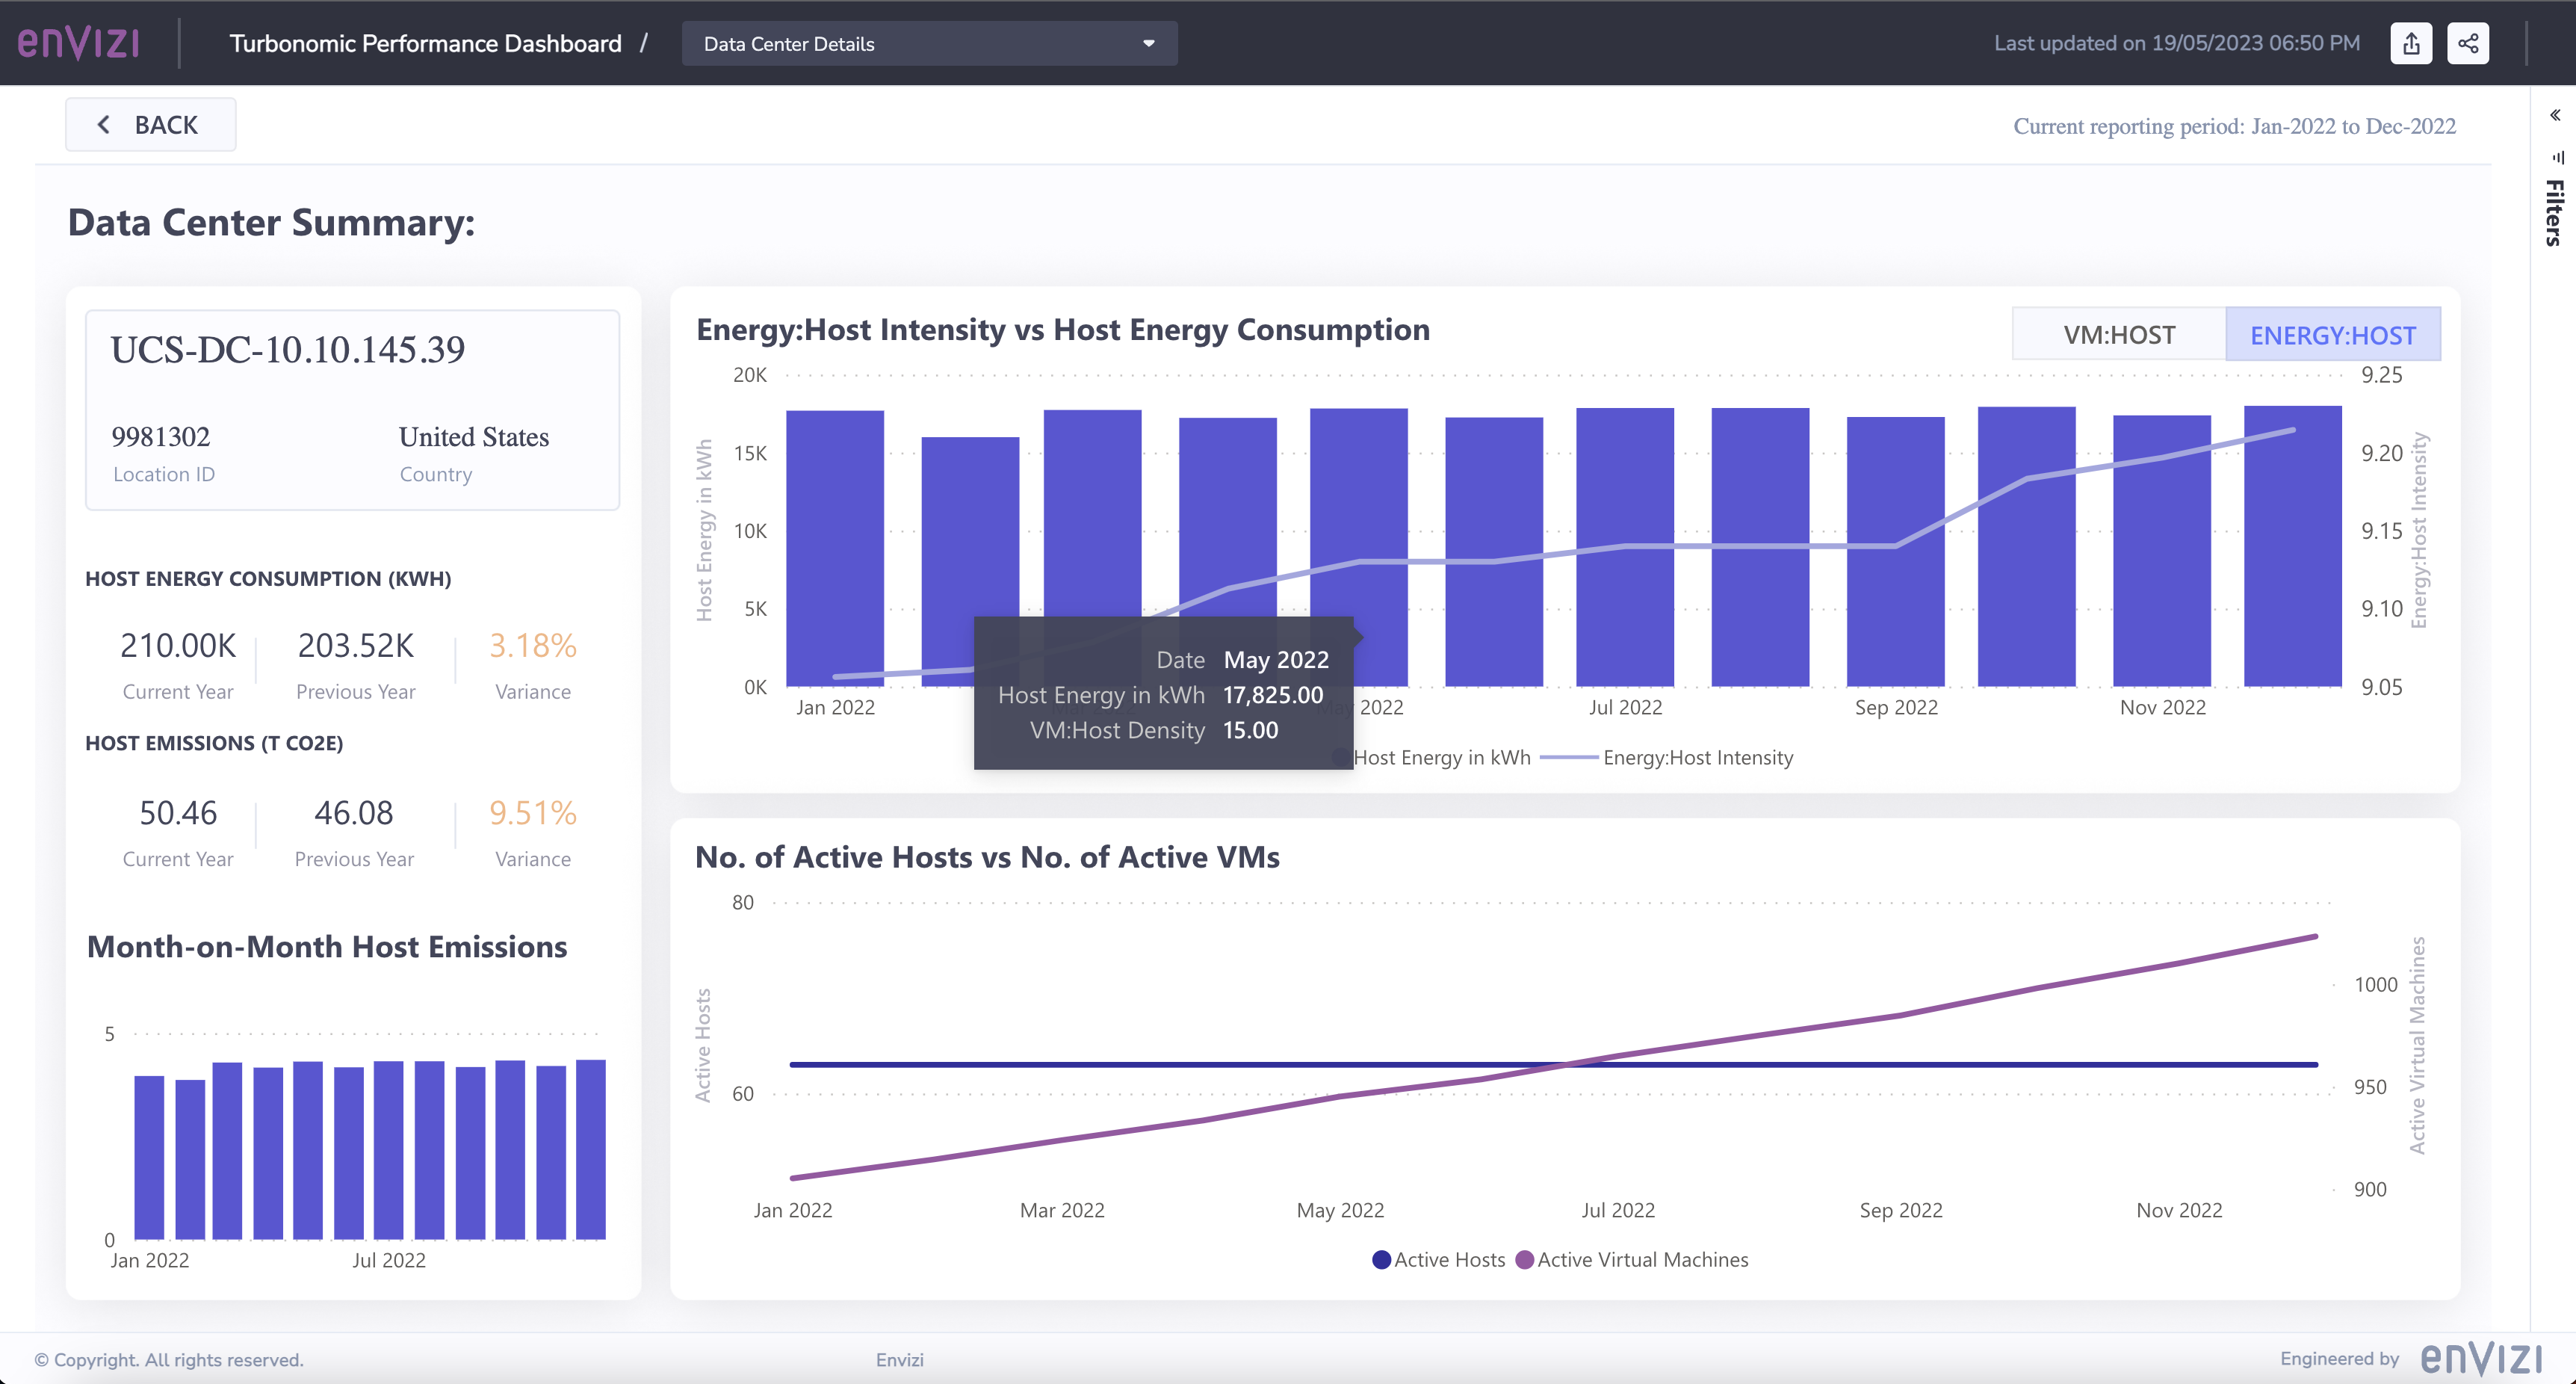 enVIZI
Turbonomic Performance Dashboard /
Data Center Details
Last updated on 19/05/2023 06:50 PM
BACK
Current reporting period: Jan-2022 to Dec-2022
Filters
Data Center Summary:
UCS-DC-10.10.145.39
9981302 United States
Location ID Country
HOST ENERGY CONSUMPTION (KWH)
210.00K 203.52K 3.18%
Current Year Previous Year Variance
HOST EMISSIONS (T CO2E)
50.46 46.08 9.51%
Current Year Previous Year Variance
Month-on-Month Host Emissions
5
0
Jan 2022 Jul 2022
Energy:Host Intensity vs Host Energy Consumption
VM:HOST ENERGY:HOST
Host Energy in kWh
20K
15K
10K
5K
0K
9.25
9.20
9.15
9.10
9.05
Energy:Host Intensity
Date May 2022
Host Energy in kWh 17,825.00
VM:Host Density 15.00
Jan 2022 May 2022 Jul 2022 Sep 2022 Nov 2022
Host Energy in kWh Energy:Host Intensity
No. of Active Hosts vs No. of Active VMs
Active Hosts
80
60
1000
950
900
Active Virtual Machines
Jan 2022 Mar 2022 May 2022 Jul 2022 Sep 2022 Nov 2022
Active Hosts Active Virtual Machines
© Copyright. All rights reserved.
Envizi
Engineered by enVIZI